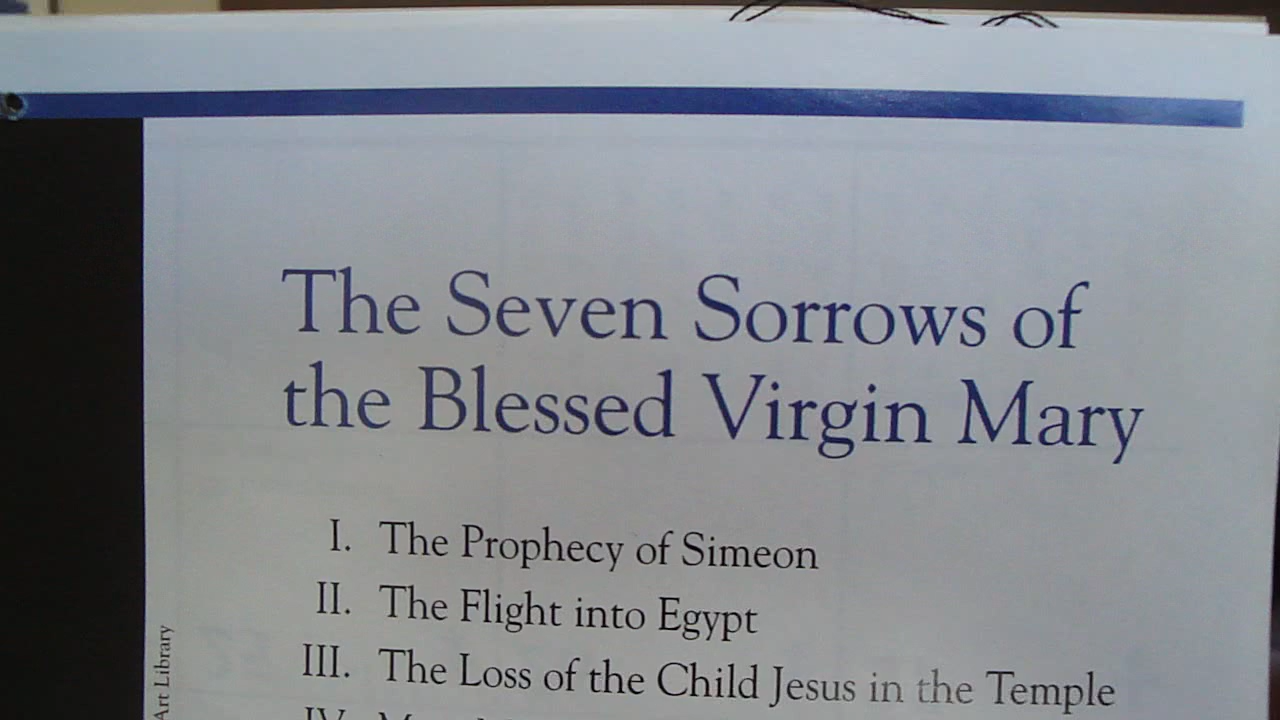 The Seven Sorrows of
the Blessed Virgin Mary
I. The Prophecy of Simeon
II. The Flight into Egypt
III. The Loss of the Child Jesus in the Temple
IV.
Art Library